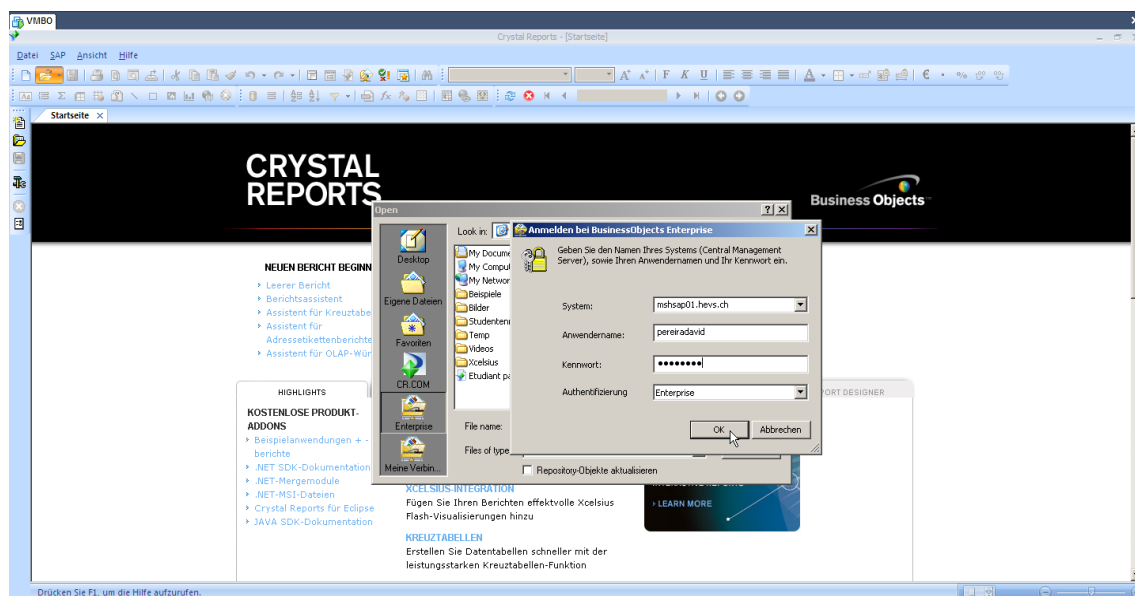 VMBO
Crystal Reports - [Startseite]
Datei SAP Ansicht Hilfe
F K U
Startseite
CRYSTAL
REPORTS
Business Objects
NEUEN BERICHT BEGINN
Leerer Bericht
Berichtsassistent
Assistent für Kreuztabe
Assistent für
Adressetikettenberichte
Assistent für OLAP-Wür
HIGHLIGHTS
PORT DESIGNER
KOSTENLOSE PRODUKT-
ADDONS
Beispielanwendungen + -
berichte
.NET SDK-Dokumentation
.NET-Mergemodule
.NET-MSI-Dateien
Crystal Reports für Eclipse
JAVA SDK-Dokumentation
Open
Look in:
Desktop
Eigene Dateien
Favoriten
CR.COM
Enterprise
Meine Verbin...
My Docume
My Compu
My Networ
Beispiele
Bilder
Studenten
Temp
Videos
Xcelsius
Etudiant pa
File name:
Files of type
Repository-Objekte aktualisieren
Anmelden bei BusinessObjects Enterprise
Geben Sie den Namen Ihres Systems (Central Management
Server), sowie Ihren Anwendernamen und Ihr Kennwort ein.
System: mshsap01.hevs.ch
Anwendername: pereiradavid
Kennwort: ●●●●●●●●
Authentifizierung Enterprise
OK Abbrechen
XCELSIUS-INTEGRATION
Fügen Sie Ihren Berichten effektvolle Xcelsius
Flash-Visualisierungen hinzu
KREUZTABELLEN
Erstellen Sie Datentabellen schneller mit der
leistungsstarken Kreuztabellen-Funktion
LEARN MORE
Drücken Sie F1, um die Hilfe aufzurufen.